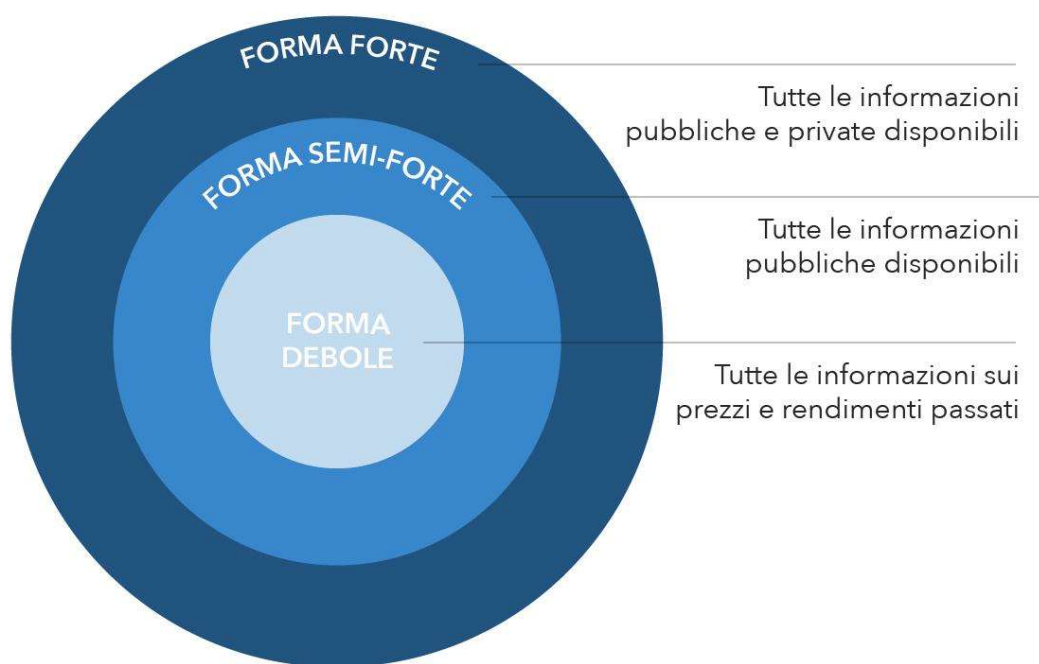 FORMA FORTE
Tutte le informazioni
pubbliche e private disponibili
FORMA SEMI-FORTE
Tutte le informazioni
pubbliche disponibili
FORMA
DEBOLE
Tutte le informazioni sui
prezzi e rendimenti passati